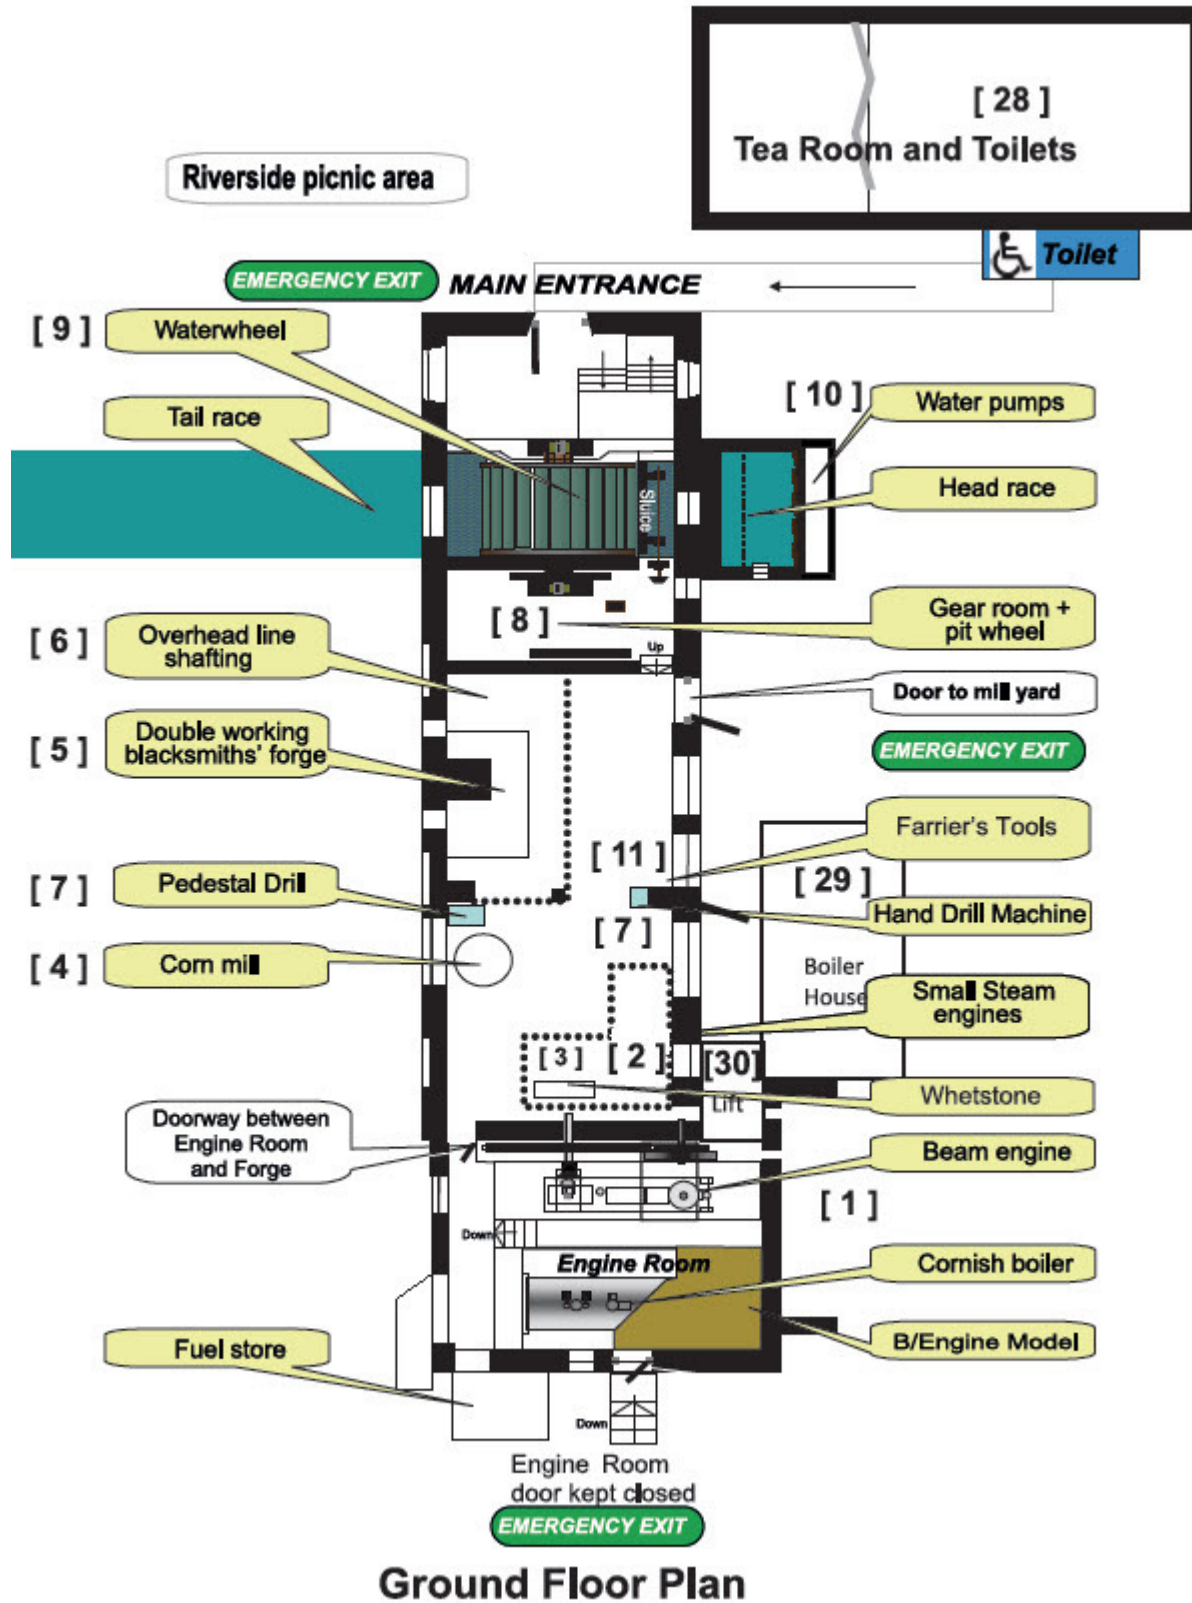 [ 28 ]
Tea Room and Toilets
Riverside picnic area
Toilet
EMERGENCY EXIT
MAIN ENTRANCE
[ 9 ]
Waterwheel
[ 10 ]
Water pumps
Tail race
Head race
Sluice
[ 8 ]
Gear room +
pit wheel
[ 6 ]
Overhead line
shafting
Up
Door to mill yard
[ 5 ]
Double working
blacksmiths' forge
EMERGENCY EXIT
Farrier's Tools
[ 11 ]
[ 29 ]
[ 7 ]
Pedestal Drill
Hand Drill Machine
[ 7 ]
[ 4 ]
Corn mill
Boiler
House
Small Steam
engines
[ 3 ]
[ 2 ]
[30]
Lift
Whetstone
Doorway between
Engine Room
and Forge
Beam engine
[ 1 ]
Down
Engine Room
Cornish boiler
Fuel store
B/Engine Model
Down
Engine Room
door kept closed
EMERGENCY EXIT
Ground Floor Plan